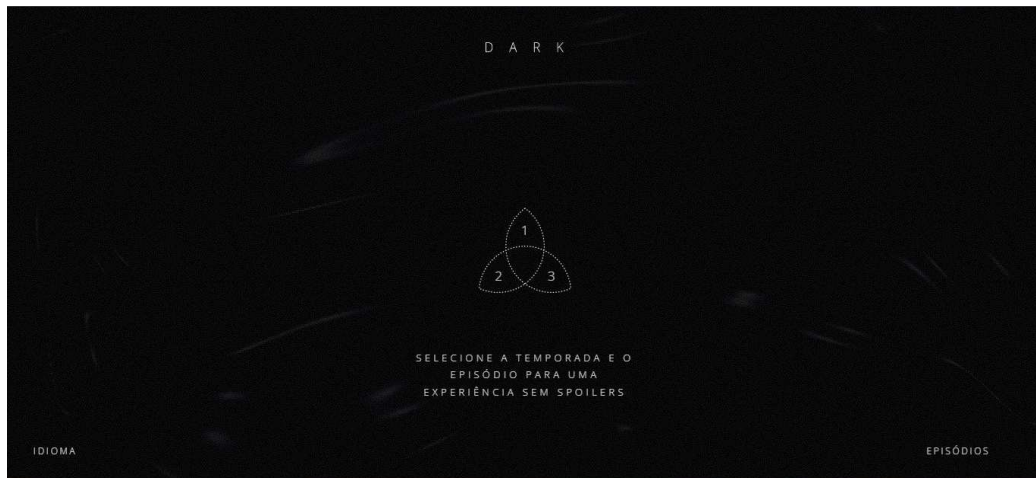 D A R K
1
2 3
SELECIONE A TEMPORADA E O
EPISÓDIO PARA UMA
EXPERIÊNCIA SEM SPOILERS
IDIOMA EPISÓDIOS